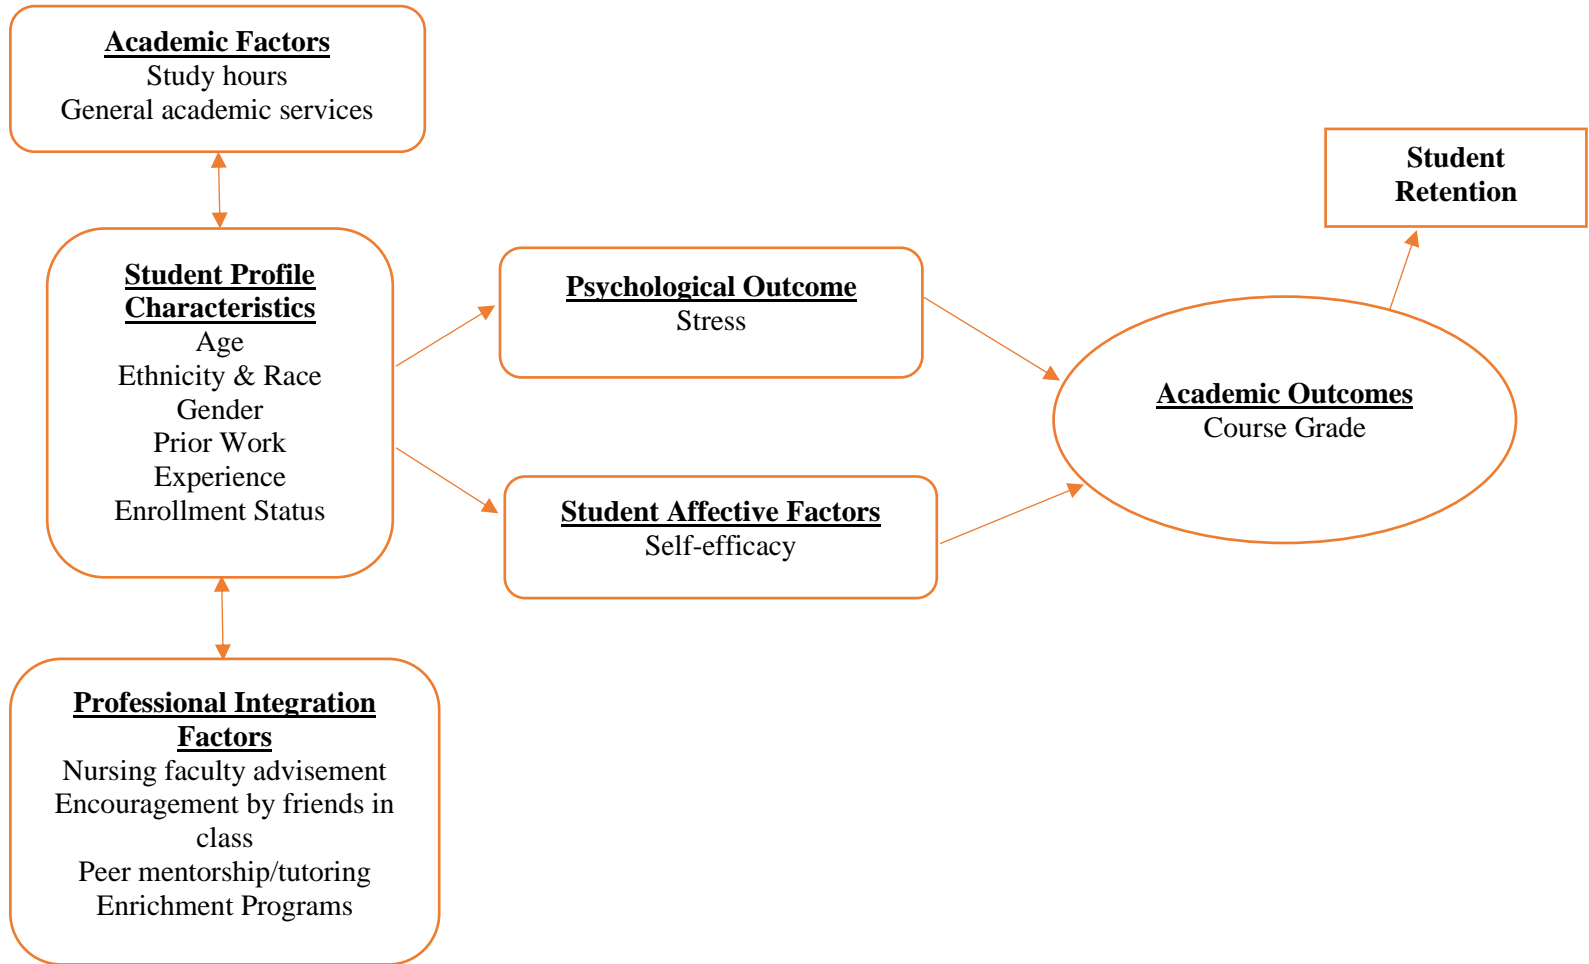 Academic Factors
Study hours
General academic services
Student Profile
Characteristics
Age
Ethnicity & Race
Gender
Prior Work
Experience
Enrollment Status
Professional Integration
Factors
Nursing faculty advisement
Encouragement by friends in
class
Peer mentorship/tutoring
Enrichment Programs
Psychological Outcome
Stress
Student Affective Factors
Self-efficacy
Academic Outcomes
Course Grade
Student
Retention